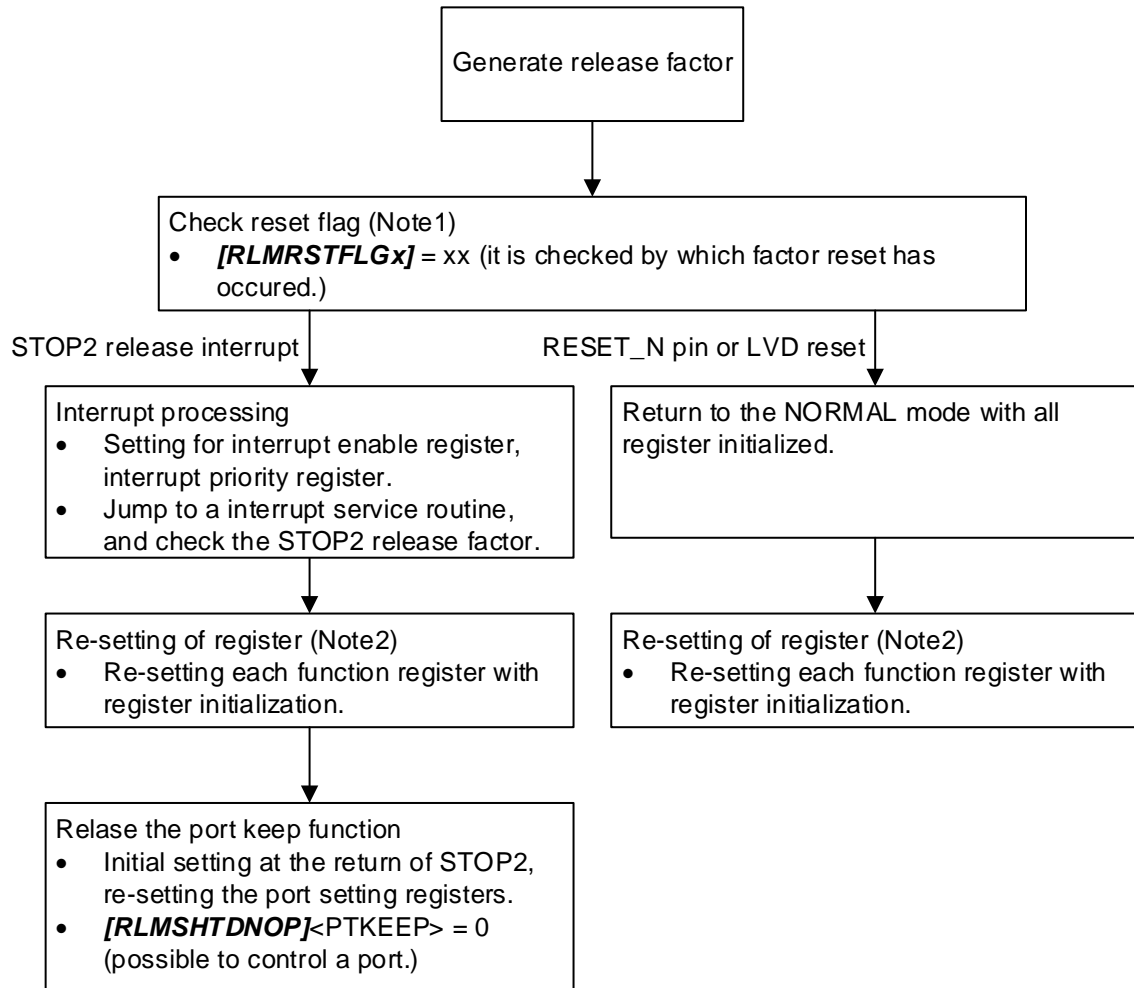 Generate release factor
Check reset flag (Note1)
• [RLMRSTFLGx] = xx (it is checked by which factor reset has
occured.)
STOP2 release interrupt
RESET_N pin or LVD reset
Interrupt processing
• Setting for interrupt enable register,
interrupt priority register.
• Jump to a interrupt service routine,
and check the STOP2 release factor.
Return to the NORMAL mode with all
register initialized.
Re-setting of register (Note2)
• Re-setting each function register with
register initialization.
Re-setting of register (Note2)
• Re-setting each function register with
register initialization.
Relase the port keep function
• Initial setting at the return of STOP2,
re-setting the port setting registers.
• [RLMSHTDNOP]<PTKEEP> = 0
(possible to control a port.)